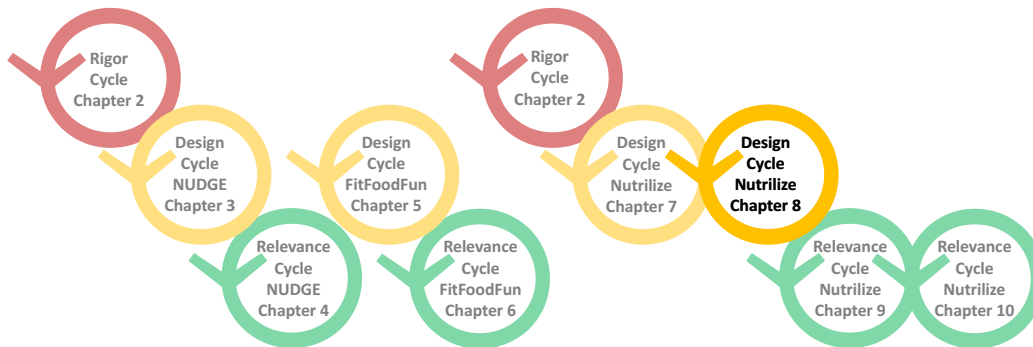 Rigor
Cycle
Chapter 2
Design
Cycle
NUDGE
Chapter 3
Relevance
Cycle
NUDGE
Chapter 4
Design
Cycle
FitFoodFun
Chapter 5
Relevance
Cycle
FitFoodFun
Chapter 6
Rigor
Cycle
Chapter 2
Design
Cycle
Nutrilize
Chapter 7
Design
Cycle
Nutrilize
Chapter 8
Relevance
Cycle
Nutrilize
Chapter 9
Relevance
Cycle
Nutrilize
Chapter 10